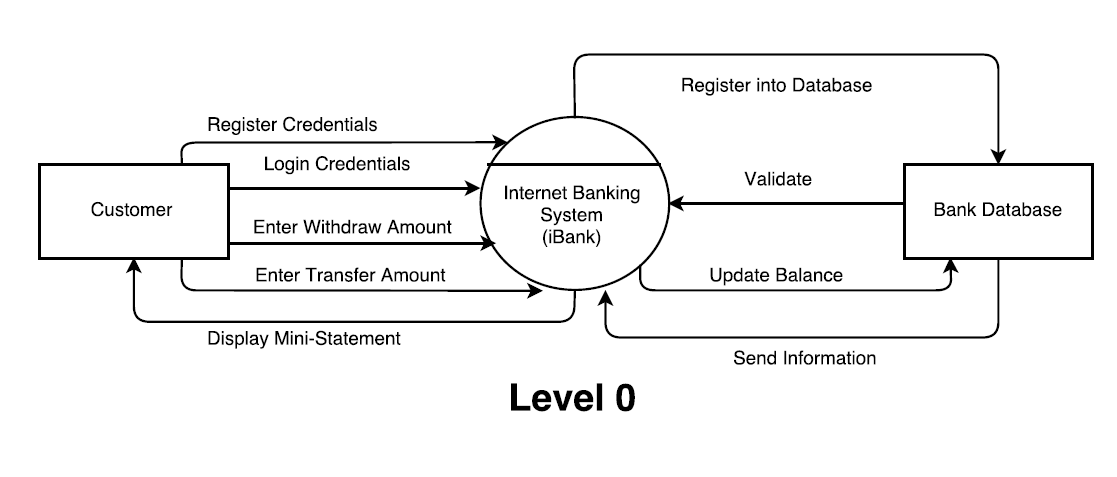 Register into Database
Register Credentials
Login Credentials
Validate
Customer
Internet Banking
System
(iBank)
Bank Database
Enter Withdraw Amount
Enter Transfer Amount
Update Balance
Display Mini-Statement
Send Information
Level 0